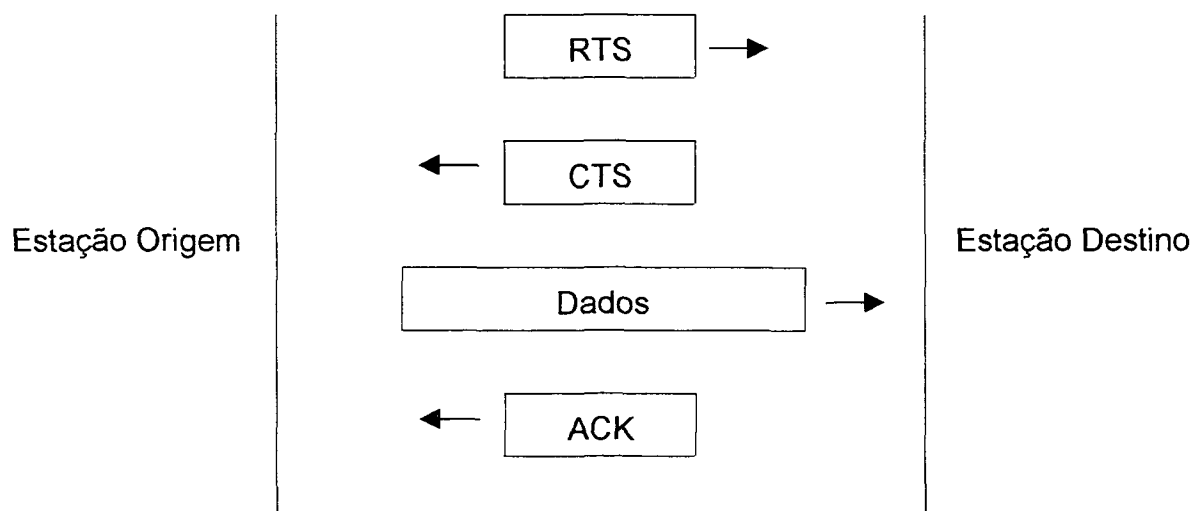 RTS
CTS
Estação Origem
Estação Destino
Dados
ACK